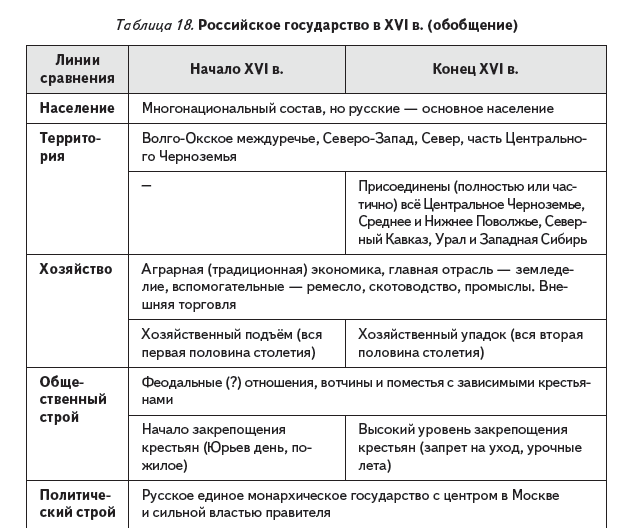 Таблица 18. Российское государство в XVI в. (обобщение)
Линии
сравнения
Начало XVI в.
Конец XVI в.
Население
Многонациональный состав, но русские — основное население
Террито-
рия
Волго-Окское междуречье, Северо-Запад, Север, часть Центрально-
го Черноземья
—
Присоединены (полностью или час-
тично) всё Центральное Черноземье,
Среднее и Нижнее Поволжье, Север-
ный Кавказ, Урал и Западная Сибирь
Хозяйство
Аграрная (традиционная) экономика, главная отрасль — земледе-
лие, вспомогательные — ремесло, скотоводство, промыслы. Вне-
шняя торговля
Хозяйственный подъём (вся
первая половина столетия)
Хозяйственный упадок (вся вторая
половина столетия)
Обще-
ственный
строй
Феодальные (?) отношения, вотчины и поместья с зависимыми крестья-
нами
Начало закрепощения
крестьян (Юрьев день, по-
жилое)
Высокий уровень закрепощения
крестьян (запрет на уход, урочные
лета)
Политиче-
ский строй
Русское единое монархическое государство с центром в Москве
и сильной властью правителя